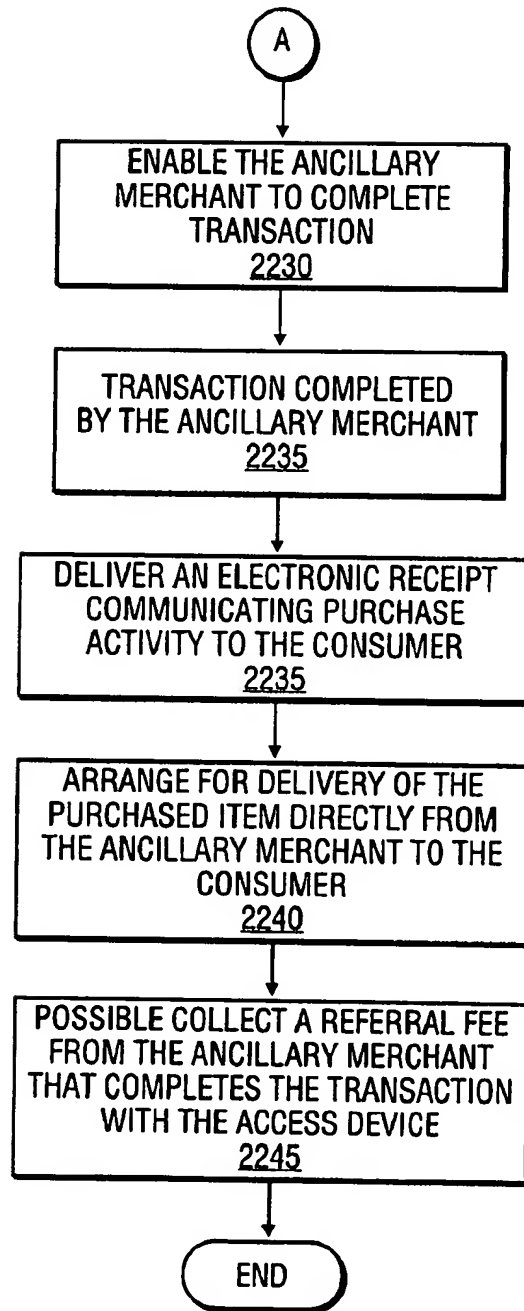 A
ENABLE THE ANCILLARY
MERCHANT TO COMPLETE
TRANSACTION
2230
TRANSACTION COMPLETED
BY THE ANCILLARY MERCHANT
2235
DELIVER AN ELECTRONIC RECEIPT
COMMUNICATING PURCHASE
ACTIVITY TO THE CONSUMER
2235
ARRANGE FOR DELIVERY OF THE
PURCHASED ITEM DIRECTLY FROM
THE ANCILLARY MERCHANT TO THE
CONSUMER
2240
POSSIBLE COLLECT A REFERRAL FEE
FROM THE ANCILLARY MERCHANT
THAT COMPLETES THE TRANSACTION
WITH THE ACCESS DEVICE
2245
END